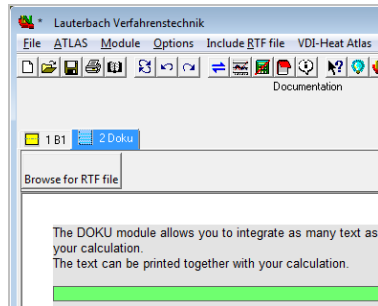 * Lauterbach Verfahrenstechnik
File ATLAS Module Options Include RTF file VDI-Heat Atlas
Documentation
1 B1 2 Doku
Browse for RTF file
The DOKU module allows you to integrate as many text as
your calculation.
The text can be printed together with your calculation.